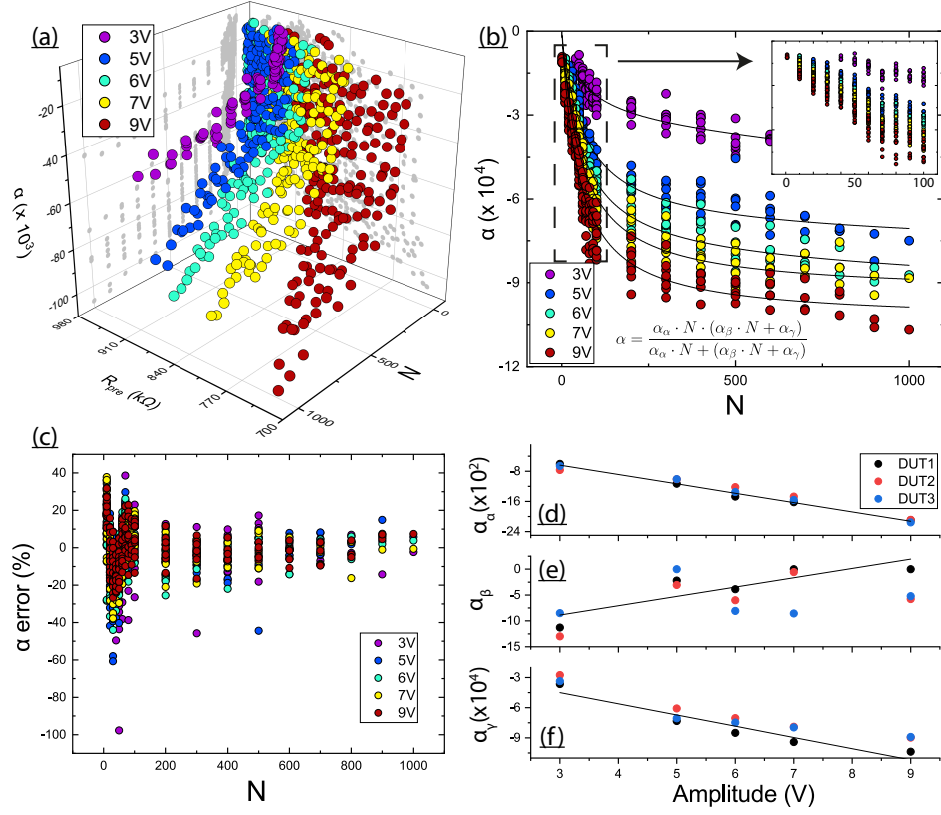 (a)
3V
5V
6V
7V
9V
-20
-40
-60
-80
-100
α (x 10³)
980
910
840
770
700
R_pre (kΩ)
0
500
1000
N
(b)
0
-3
-6
-9
-12
α (x 10⁴)
0
50
100
3V
5V
6V
7V
9V
α = α_α · N · (α_β · N + α_γ) / α_α · N + (α_β · N + α_γ)
0
500
1000
N
(c)
40
20
0
-20
-40
-60
-80
-100
α error (%)
3V
5V
6V
7V
9V
0
200
400
600
800
1000
N
-8
-16
-24
α_α(x10²)
(d)
DUT1
DUT2
DUT3
0
-5
-10
-15
α_β
(e)
-3
-6
-9
α_γ(x10⁴)
(f)
3
4
5
6
7
8
9
Amplitude (V)